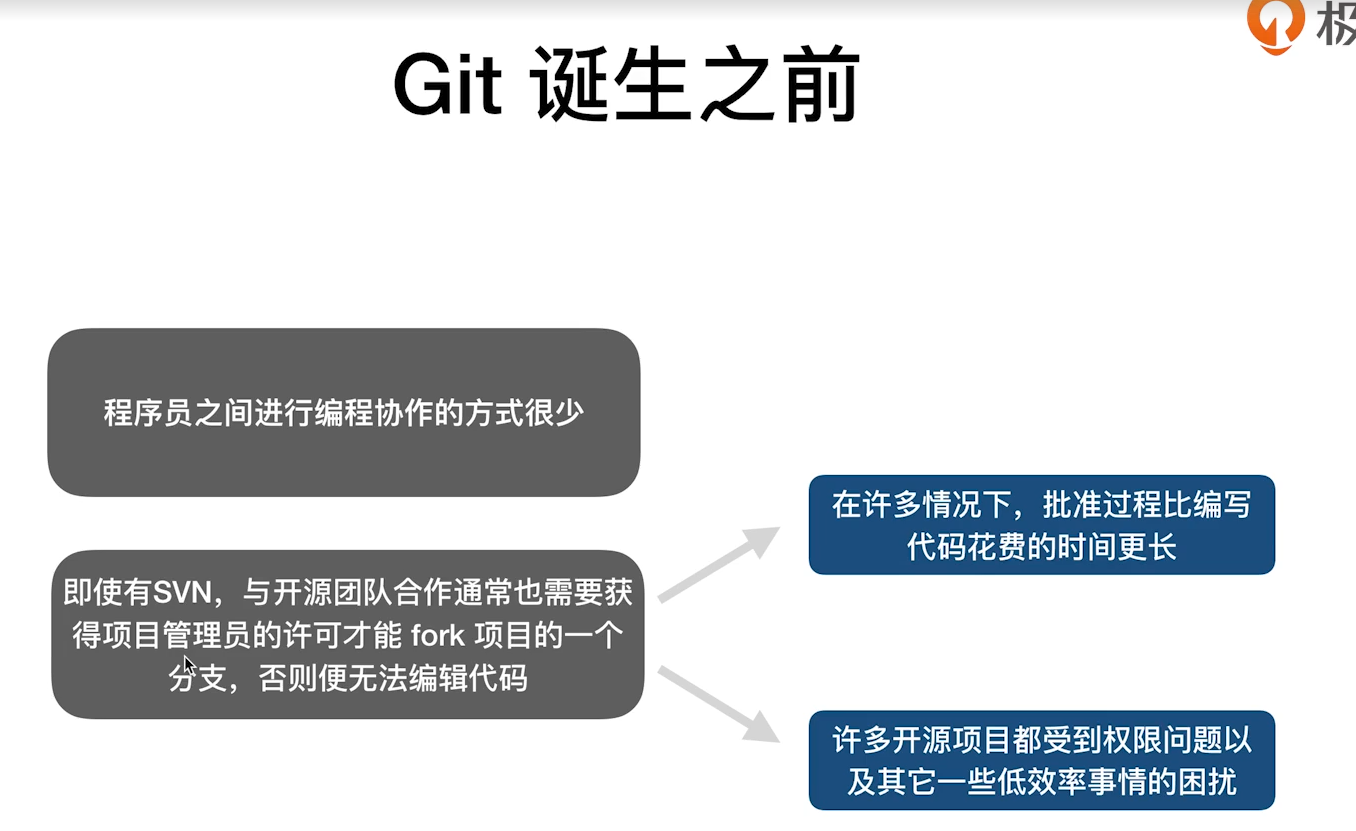 极
Git 诞生之前
程序员之间进行编程协作的方式很少
即使有SVN，与开源团队合作通常也需要获
得项目管理员的许可才能 fork 项目的一个
分支，否则便无法编辑代码
在许多情况下，批准过程比编写
代码花费的时间更长
许多开源项目都受到权限问题以
及其它一些低效率事情的困扰